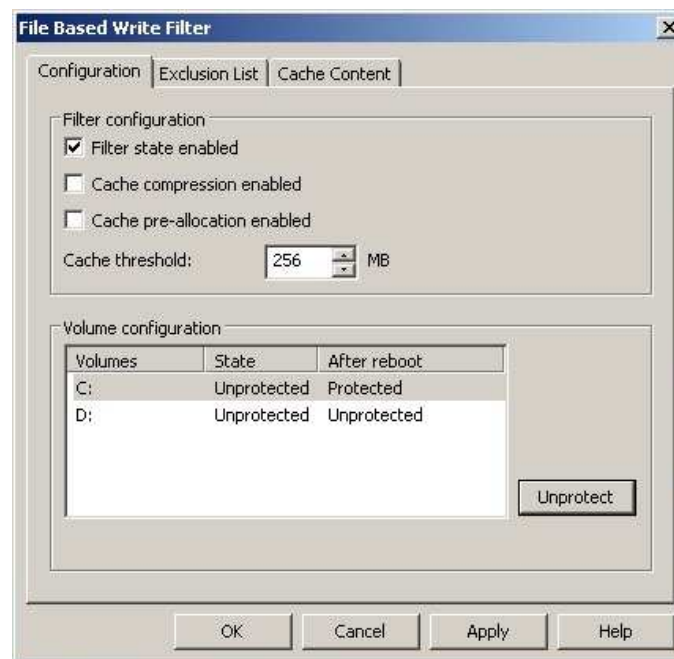 File Based Write Filter
Configuration Exclusion List Cache Content
Filter configuration
Filter state enabled
Cache compression enabled
Cache pre-allocation enabled
Cache threshold: 256 MB
Volume configuration
Volumes State After reboot
C: Unprotected Protected
D: Unprotected Unprotected
Unprotect
OK Cancel Apply Help